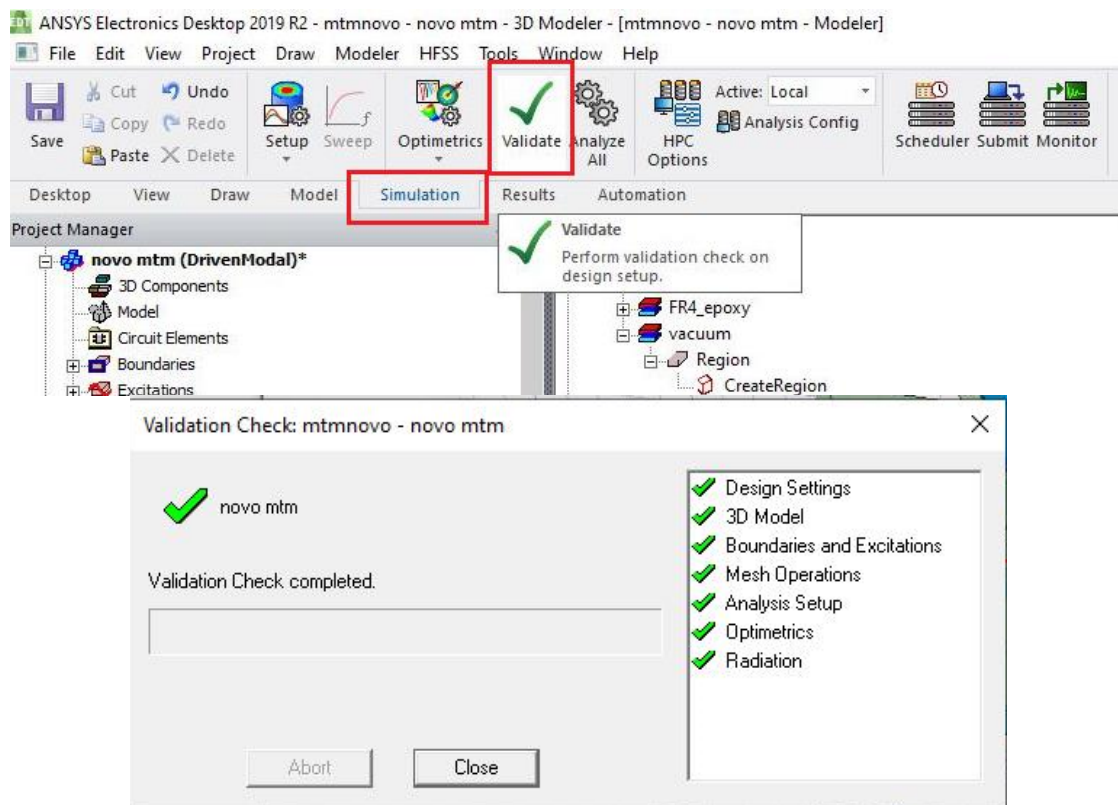 ANSYS Electronics Desktop 2019 R2 - mtmnovo - novo mtm - 3D Modeler - [mtmnovo - novo mtm - Modeler]
File Edit View Project Draw Modeler HFSS Tools Window Help
Cut Undo Active: Local
Copy Redo Analysis Config
Save Paste Delete Setup Sweep Optimetrics Validate Analyze All HPC Options Scheduler Submit Monitor
Desktop View Draw Model Simulation Results Automation
Project Manager
novo mtm (DrivenModal)*
3D Components
Model
Circuit Elements
Boundaries
Excitations
Validate
Perform validation check on
design setup.
FR4_epoxy
vacuum
Region
CreateRegion
Validation Check: mtmnovo - novo mtm
novo mtm
Validation Check completed.
Abort Close
Design Settings
3D Model
Boundaries and Excitations
Mesh Operations
Analysis Setup
Optimetrics
Radiation